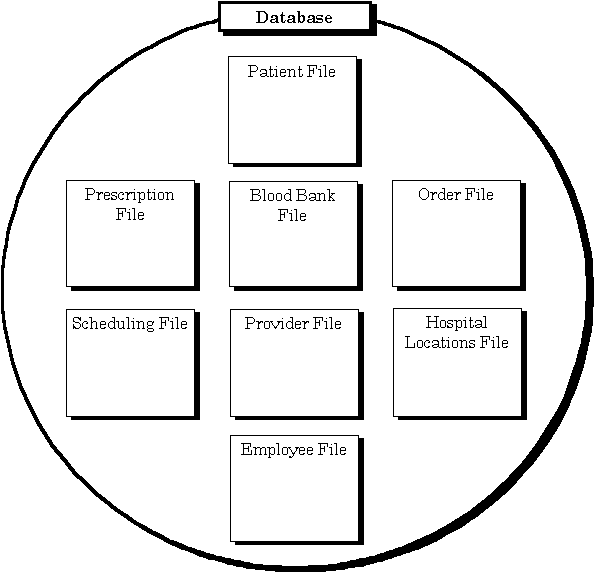 Database
Patient File
Prescription
File
Blood Bank
File
Order File
Scheduling File
Provider File
Hospital
Locations File
Employee File